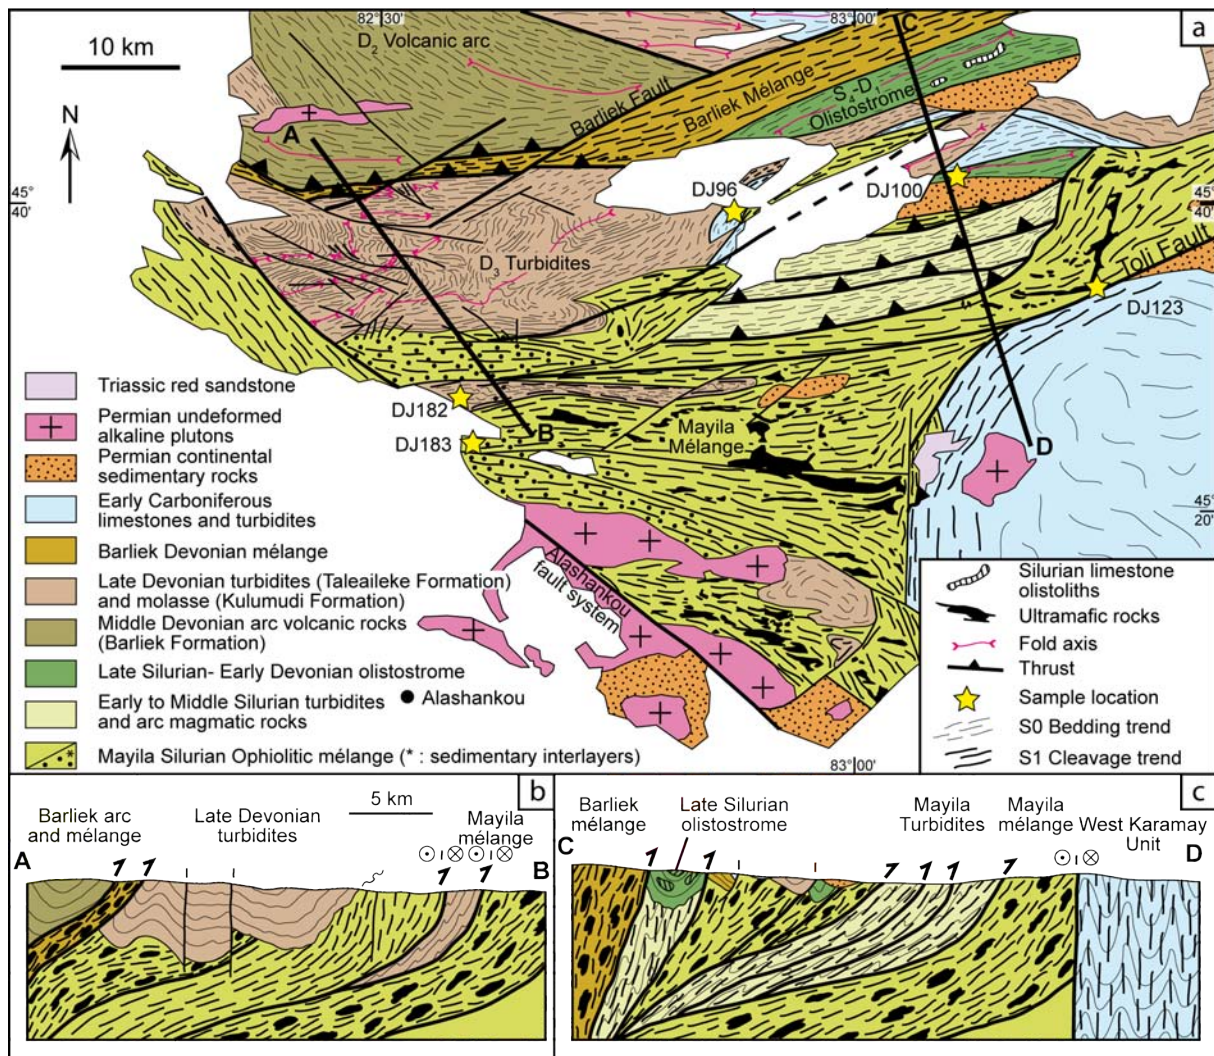 82°30'
83°00'
C
a
10 km
D2 Volcanic arc
N
A
Barliek Fault
Barliek Mélange
S4-D1
Olistostrome
45°
40'
DJ96
DJ100
45°
40'
D3 Turbidites
Toli Fault
DJ123
DJ182
B
DJ183
Mayila
Mélange
D
45°
20'
Alashankou
fault system
Triassic red sandstone
Permian undeformed
alkaline plutons
Permian continental
sedimentary rocks
Early Carboniferous
limestones and turbidites
Barliek Devonian mélange
Late Devonian turbidites (Taleaileke Formation)
and molasse (Kulumudi Formation)
Middle Devonian arc volcanic rocks
(Barliek Formation)
Late Silurian- Early Devonian olistostrome
Early to Middle Silurian turbidites
and arc magmatic rocks
Alashankou
Mayila Silurian Ophiolitic mélange (* : sedimentary interlayers)
Silurian limestone
olistoliths
Ultramafic rocks
Fold axis
Thrust
Sample location
S0 Bedding trend
S1 Cleavage trend
83°00'
b
5 km
Barliek arc
and mélange
Late Devonian
turbidites
Mayila
mélange
A
B
c
Barliek
mélange
Late Silurian
olistostrome
Mayila
Turbidites
Mayila
mélange
West Karamay
Unit
C
D